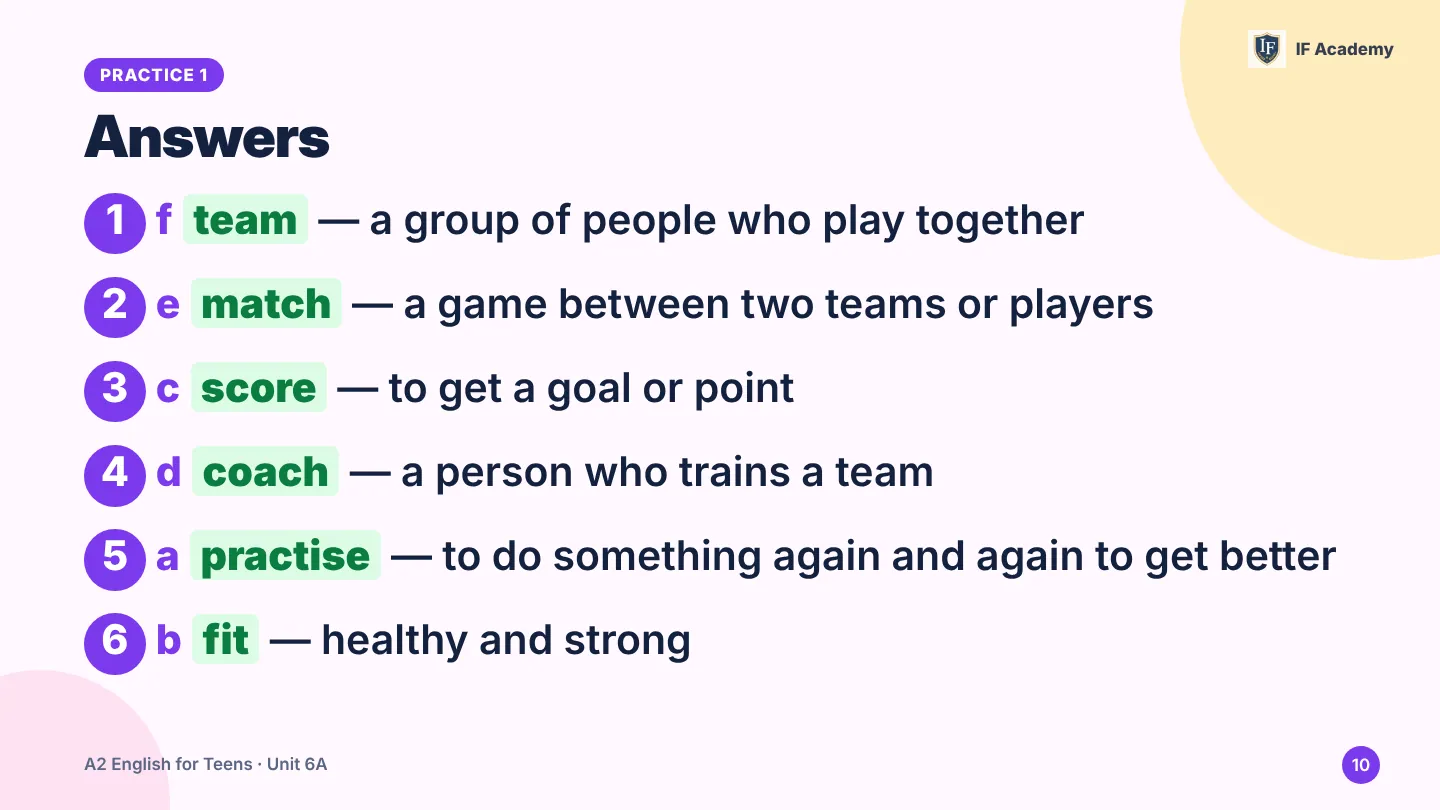 IF
IF Academy
PRACTICE 1
Answers
1 f team — a group of people who play together
2 e match — a game between two teams or players
3 c score — to get a goal or point
4 d coach — a person who trains a team
5 a practise — to do something again and again to get better
6 b fit — healthy and strong
A2 English for Teens · Unit 6A
10